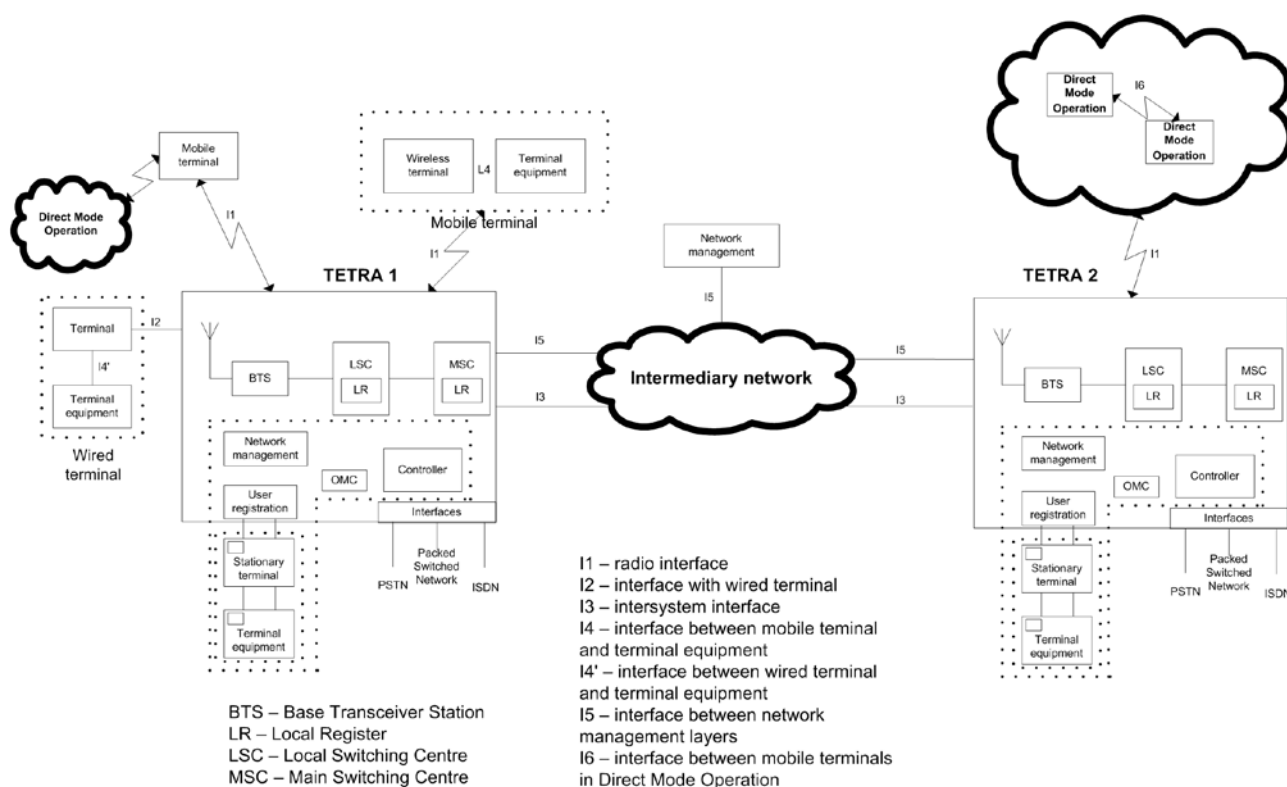 Direct
Mode
Operation
I6
Direct
Mode
Operation
Mobile
terminal
Wireless
terminal
L4
Terminal
equipment
Mobile terminal
Direct Mode
Operation
I1
I1
I1
Network
management
I5
TETRA 1
TETRA 2
Terminal
I2
I4'
Terminal
equipment
Wired
terminal
BTS
LSC
LR
MSC
LR
I5
I3
Intermediary network
I5
I3
BTS
LSC
LR
MSC
LR
Network
management
OMC
Controller
User
registration
Interfaces
Stationary
terminal
Terminal
equipment
PSTN
Packed
Switched
Network
ISDN
Network
management
OMC
Controller
User
registration
Interfaces
Stationary
terminal
Terminal
equipment
PSTN
Packed
Switched
Network
ISDN
I1 – radio interface
I2 – interface with wired terminal
I3 – intersystem interface
I4 – interface between mobile teminal
and terminal equipment
I4' – interface between wired terminal
and terminal equipment
I5 – interface between network
management layers
I6 – interface between mobile terminals
in Direct Mode Operation
BTS – Base Transceiver Station
LR – Local Register
LSC – Local Switching Centre
MSC – Main Switching Centre